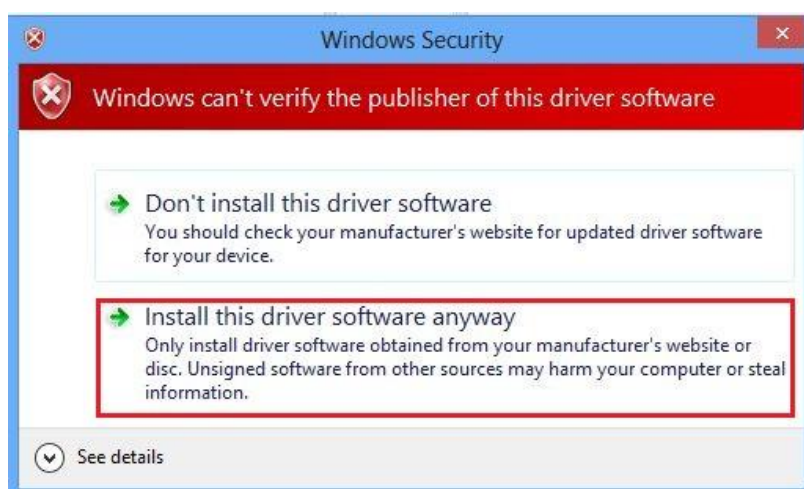 Windows Security
Windows can't verify the publisher of this driver software
Don't install this driver software
You should check your manufacturer's website for updated driver software
for your device.
Install this driver software anyway
Only install driver software obtained from your manufacturer's website or
disc. Unsigned software from other sources may harm your computer or steal
information.
See details